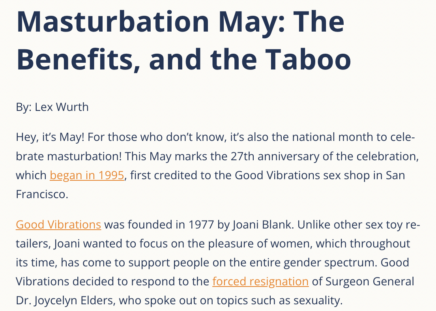 Masturbation May: The
Benefits, and the Taboo
By: Lex Wurth
Hey, it's May! For those who don't know, it's also the national month to cele-
brate masturbation! This May marks the 27th anniversary of the celebration,
which began in 1995, first credited to the Good Vibrations sex shop in San
Francisco.
Good Vibrations was founded in 1977 by Joani Blank. Unlike other sex toy re-
tailers, Joani wanted to focus on the pleasure of women, which throughout
its time, has come to support people on the entire gender spectrum. Good
Vibrations decided to respond to the forced resignation of Surgeon General
Dr. Joycelyn Elders, who spoke out on topics such as sexuality.